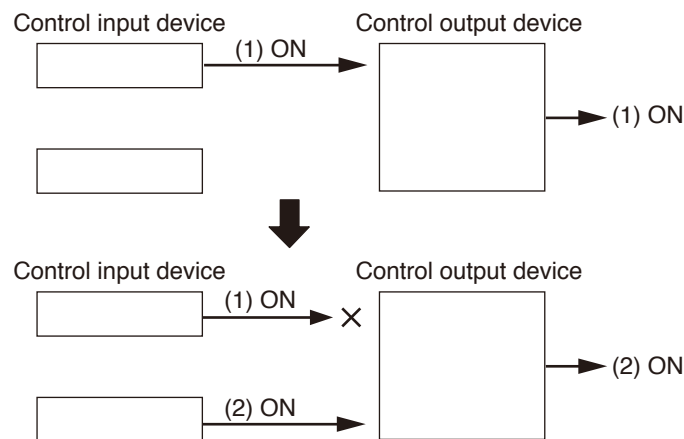 Control input device
Control output device
(1) ON
(1) ON
Control input device
Control output device
(1) ON
(2) ON
(2) ON